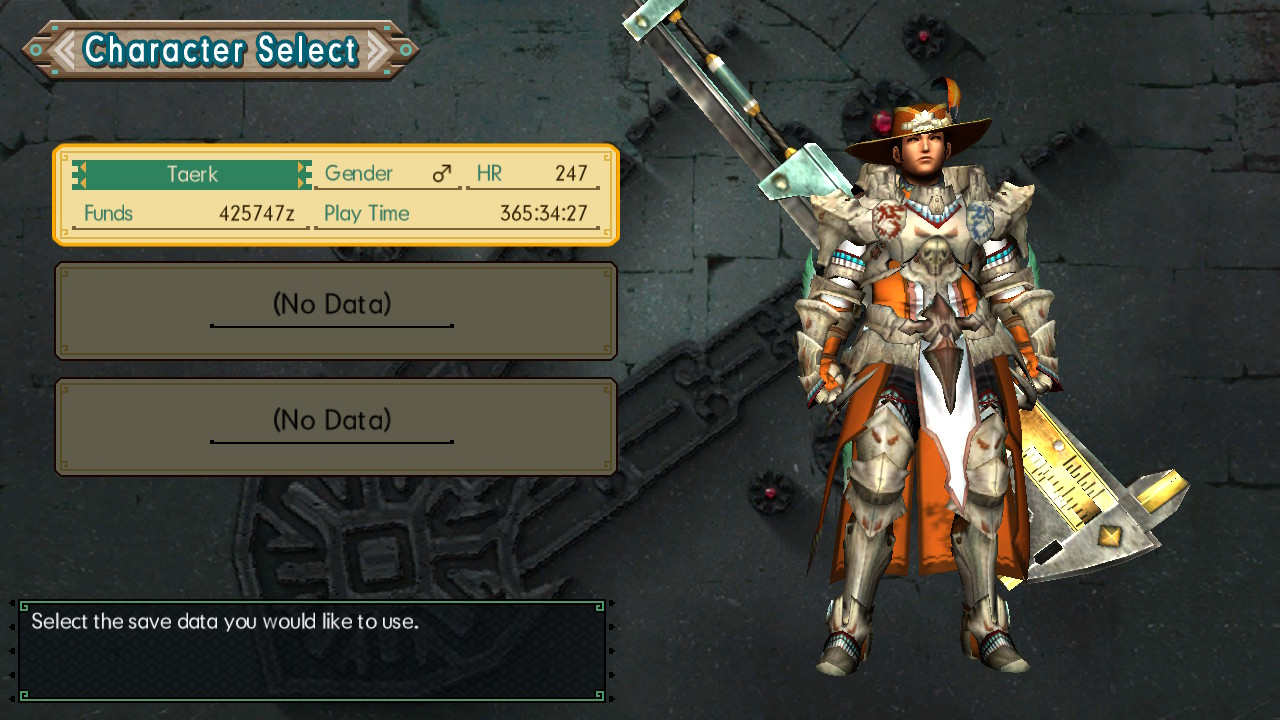 Character Select
Taerk Gender ♂ HR 247
Funds 425747z Play Time 365:34:27
(No Data)
(No Data)
Select the save data you would like to use.